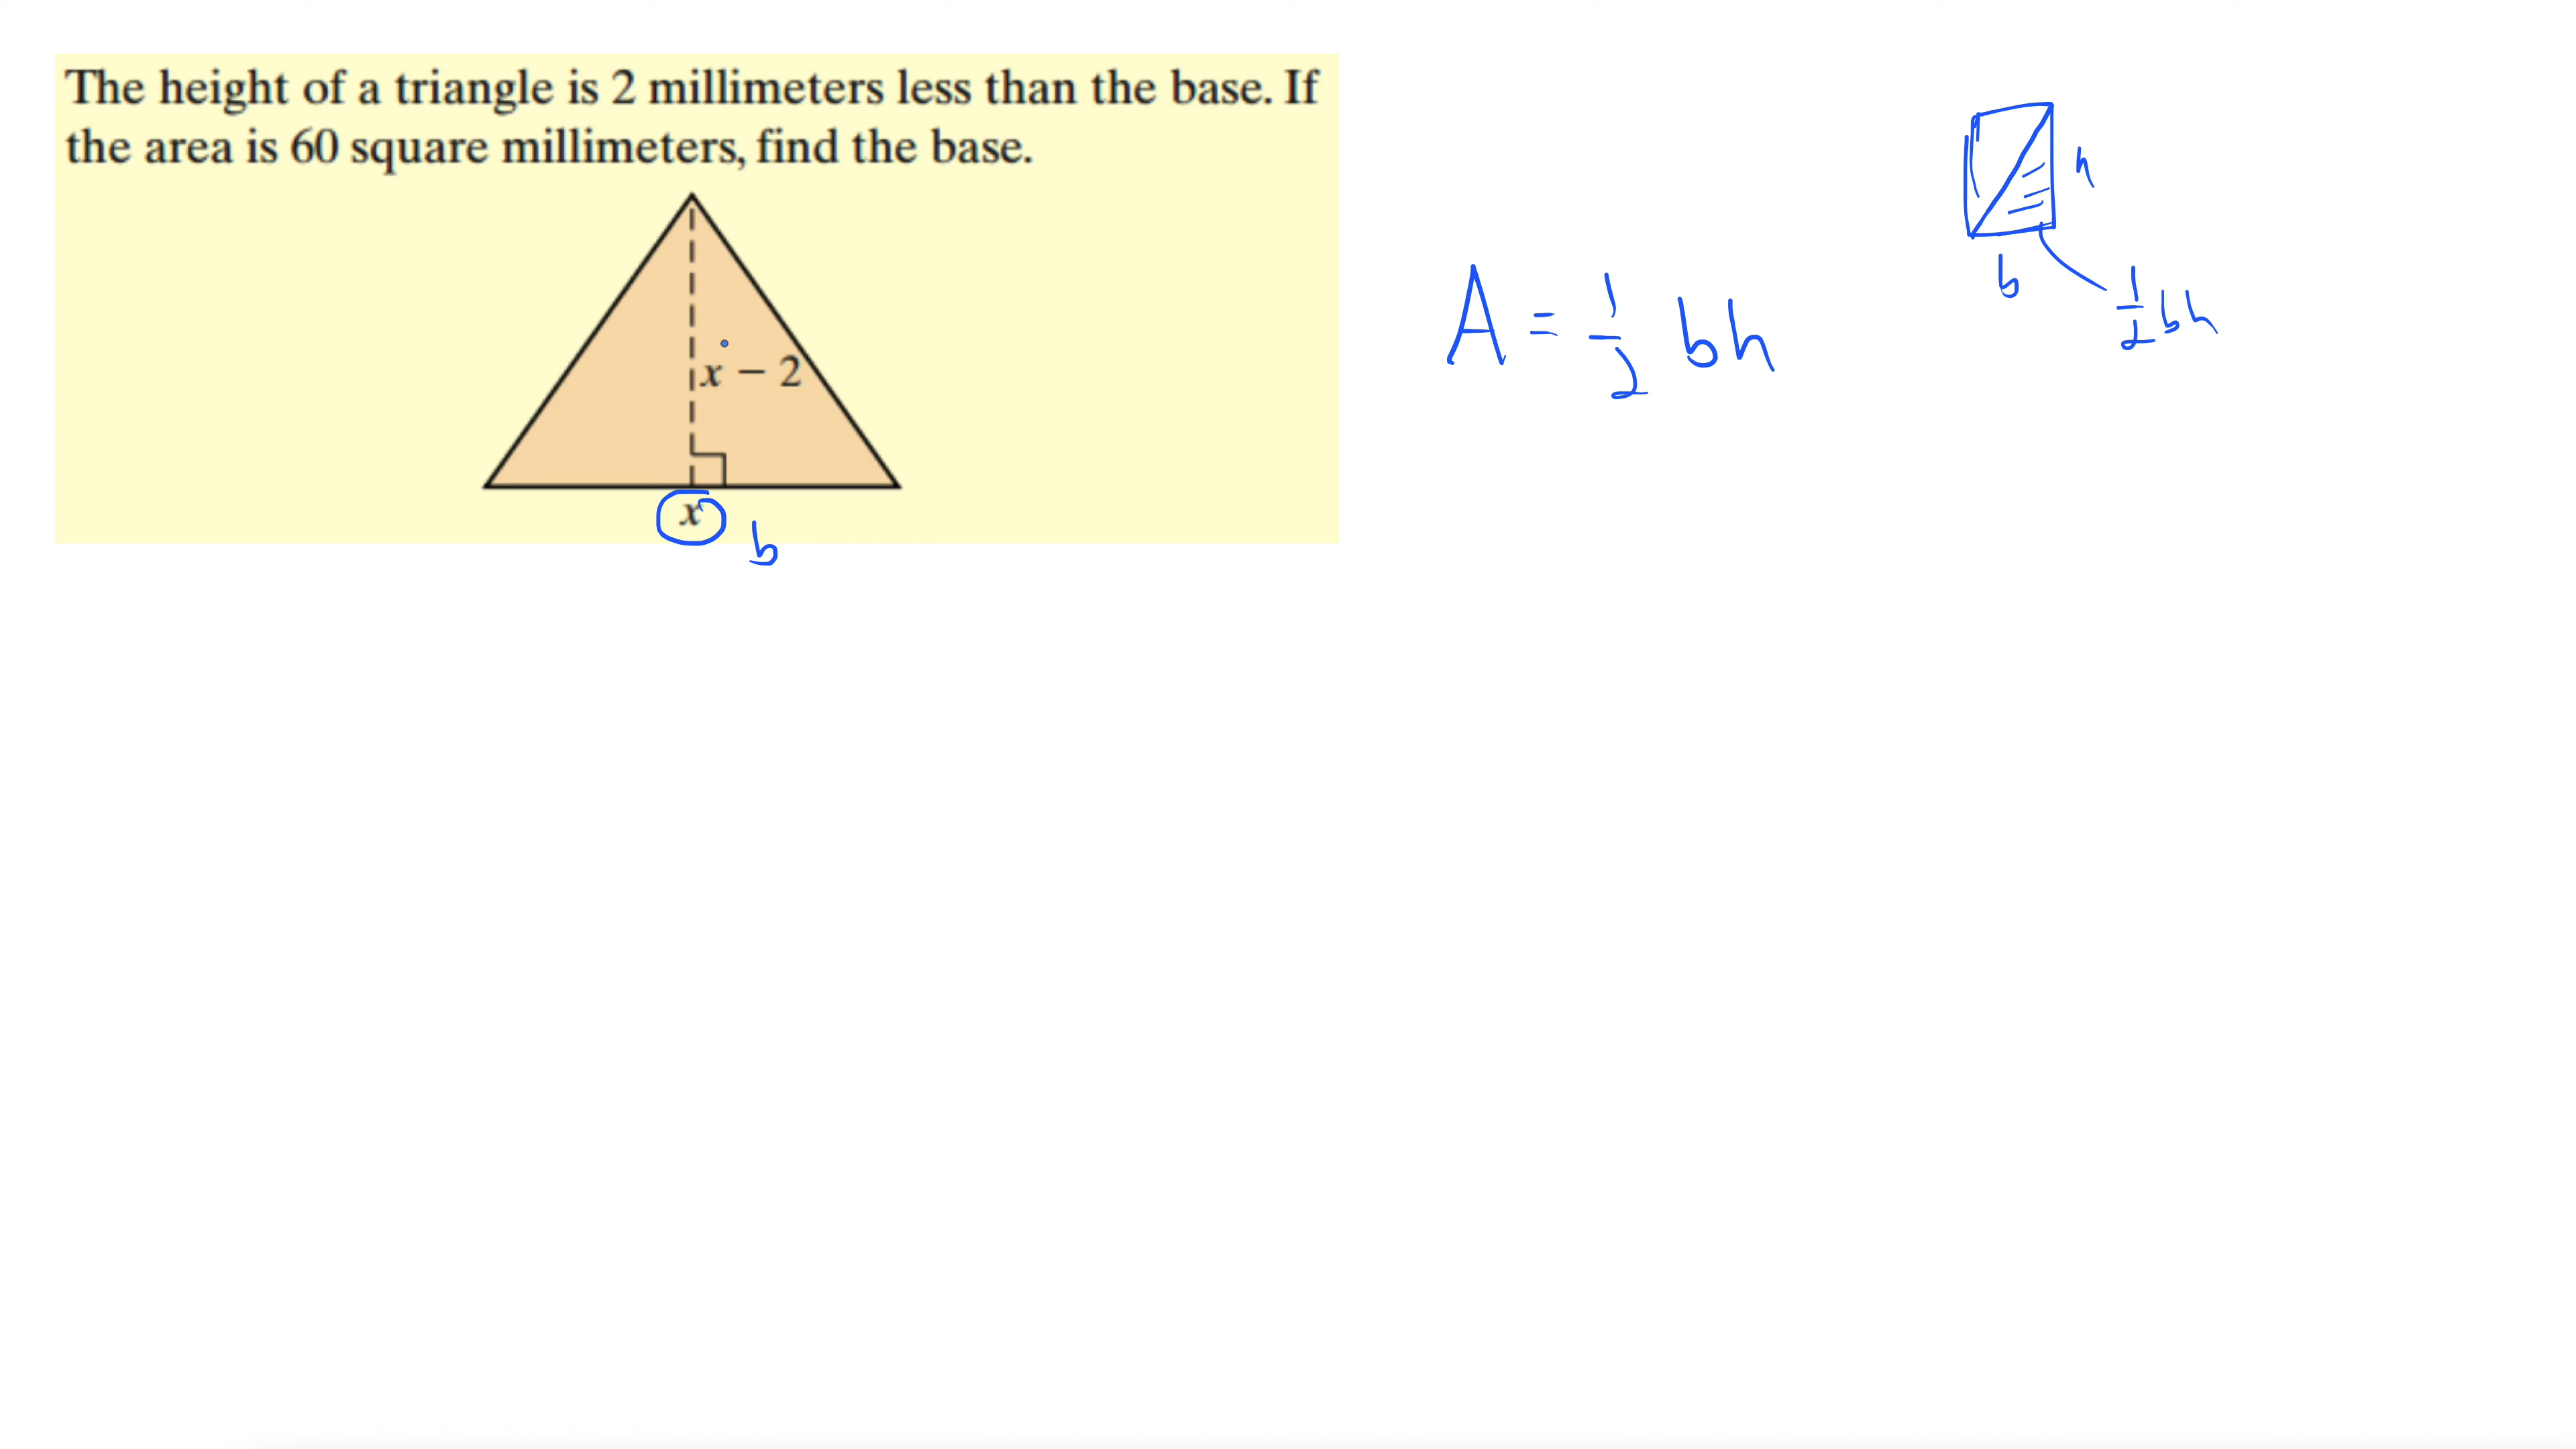 The height of a triangle is 2 millimeters less than the base. If
the area is 60 square millimeters, find the base.
x − 2
x
b
A = 1/2 bh
h
b
1/2 bh